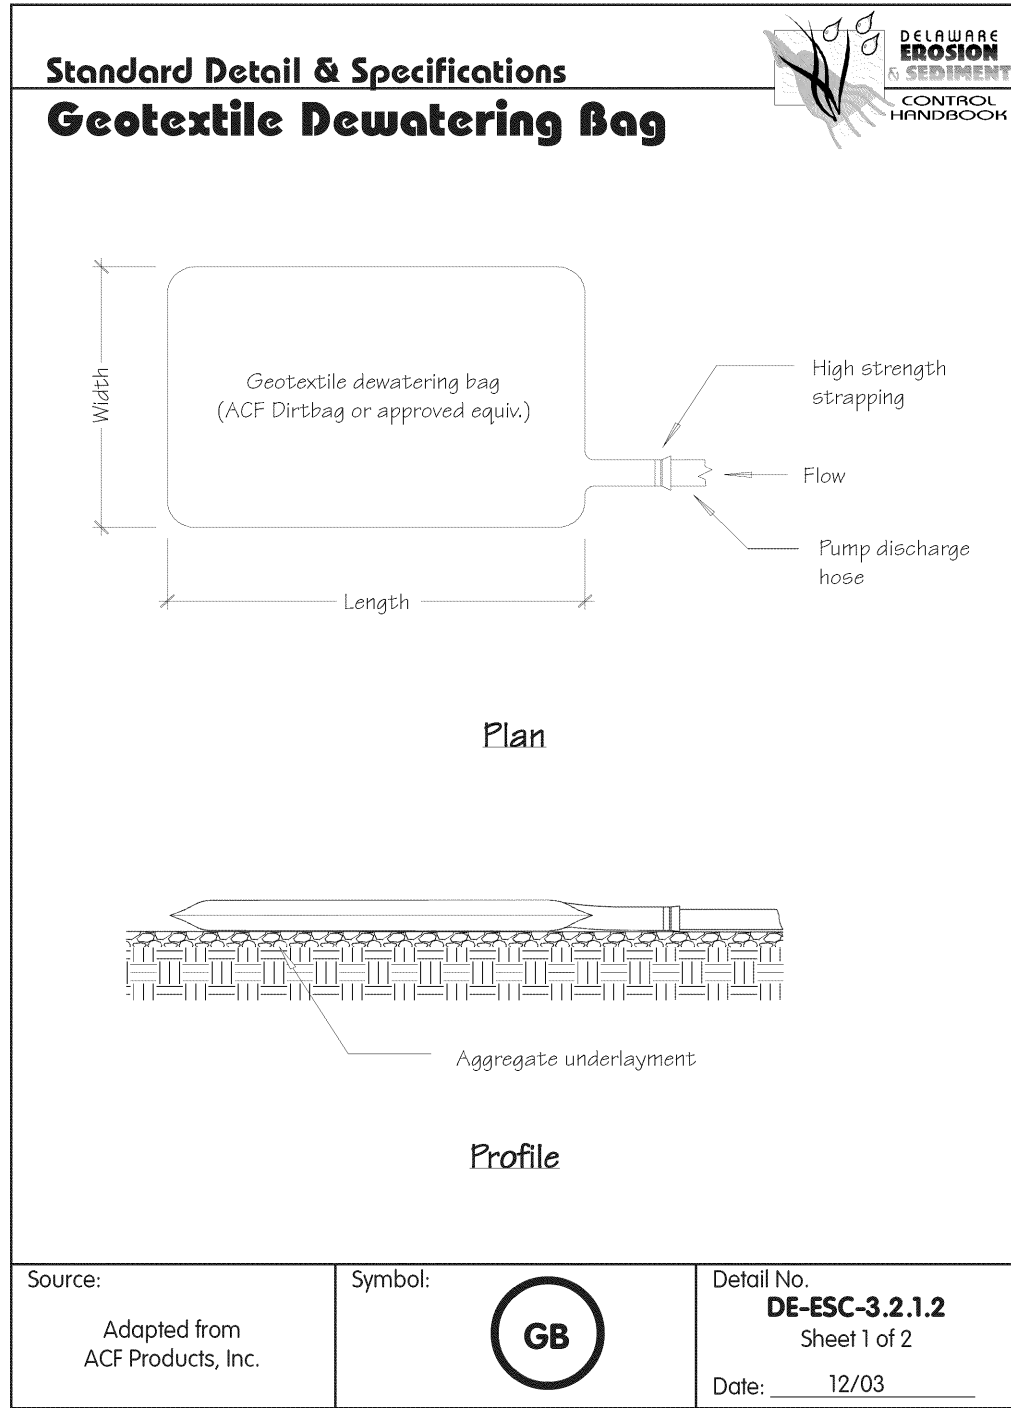 Standard Detail & Specifications
Geotextile Dewatering Bag
DELAWARE
EROSION
& SEDIMENT
CONTROL
HANDBOOK
Width
Geotextile dewatering bag
(ACF Dirtbag or approved equiv.)
High strength
strapping
Flow
Pump discharge
hose
Length
Plan
Aggregate underlayment
Profile
Source:
Adapted from
ACF Products, Inc.
Symbol:
GB
Detail No.
DE-ESC-3.2.1.2
Sheet 1 of 2
Date: 12/03